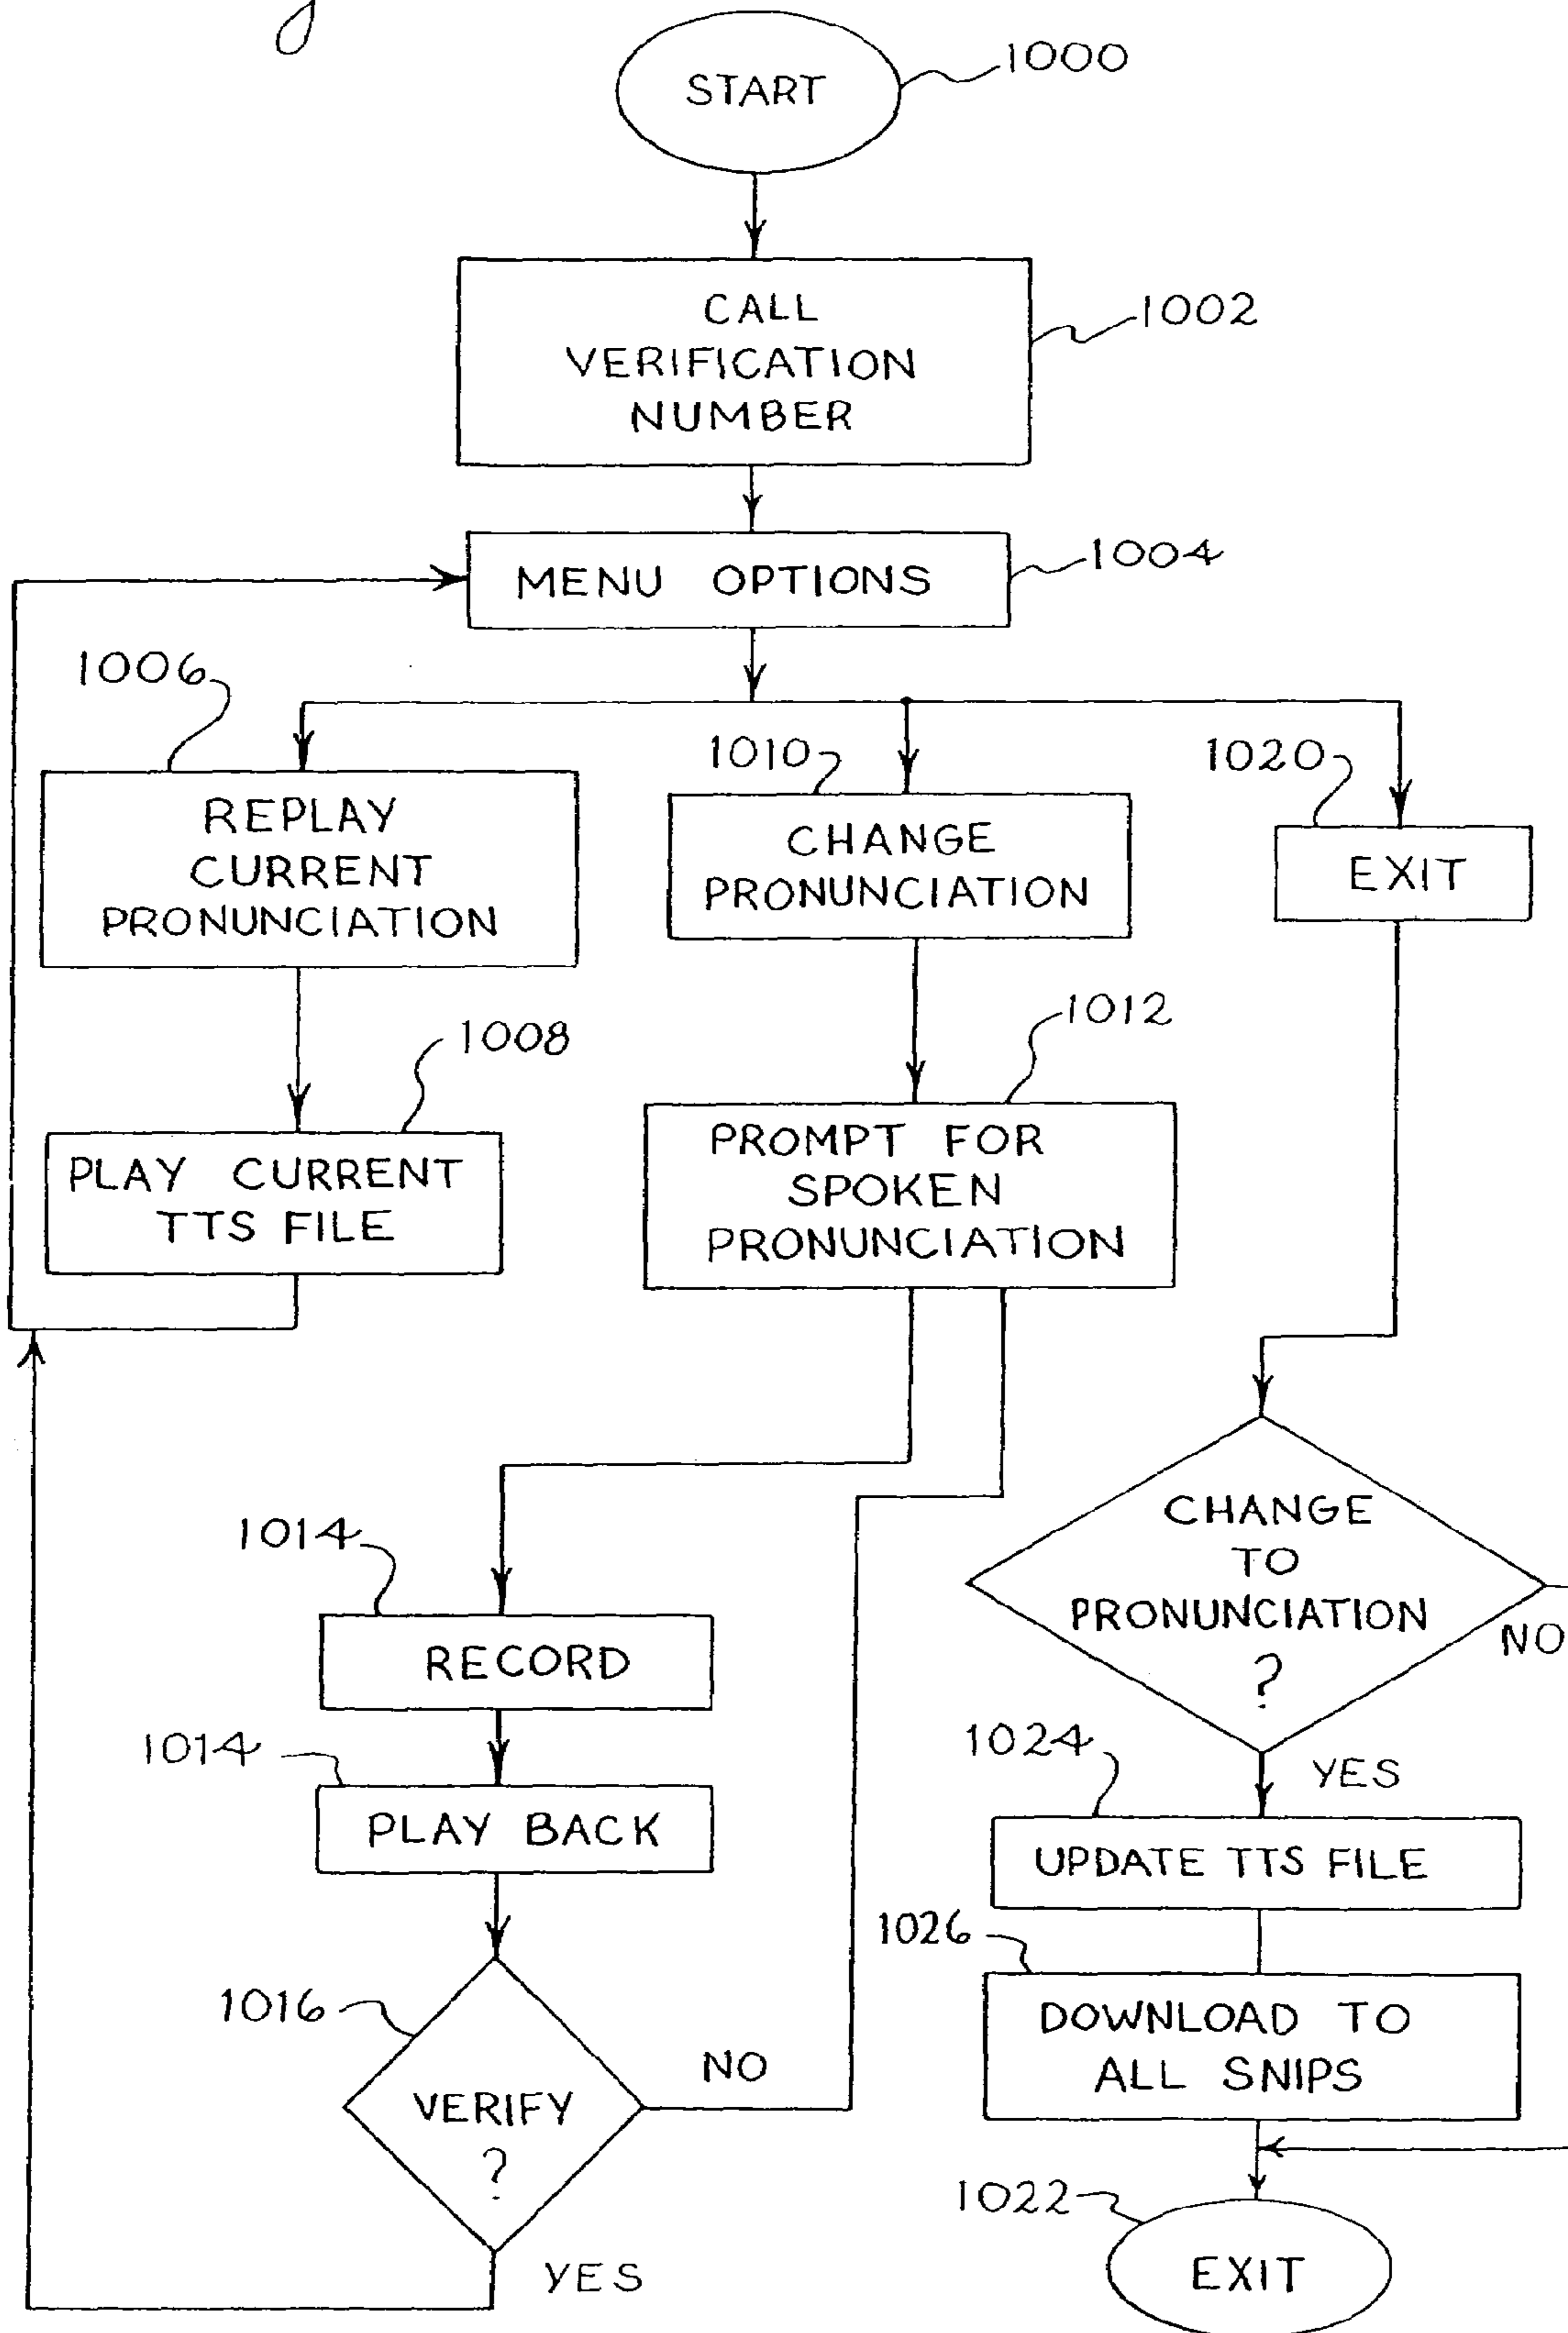 START
1000
CALL
VERIFICATION
NUMBER
1002
MENU OPTIONS
1004
1006
REPLAY
CURRENT
PRONUNCIATION
1010
CHANGE
PRONUNCIATION
1020
EXIT
1008
PLAY CURRENT
TTS FILE
1012
PROMPT FOR
SPOKEN
PRONUNCIATION
1014
RECORD
1014
PLAY BACK
1016
VERIFY
?
NO
YES
CHANGE
TO
PRONUNCIATION
?
NO
YES
1024
UPDATE TTS FILE
1026
DOWNLOAD TO
ALL SNIPS
1022
EXIT